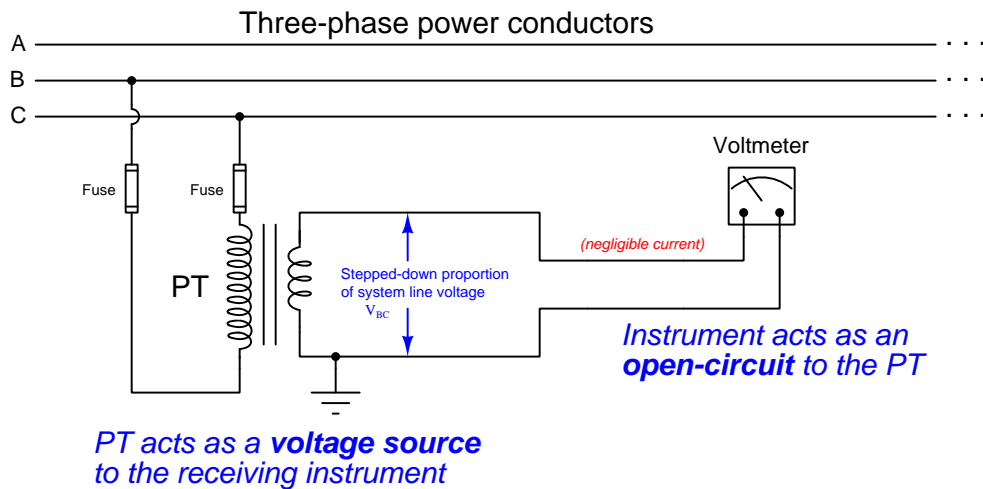 Three-phase power conductors
A
. . .
B
. . .
C
. . .
Voltmeter
Fuse
Fuse
(negligible current)
PT
Stepped-down proportion
of system line voltage
VBC
Instrument acts as an
open-circuit to the PT
PT acts as a voltage source
to the receiving instrument